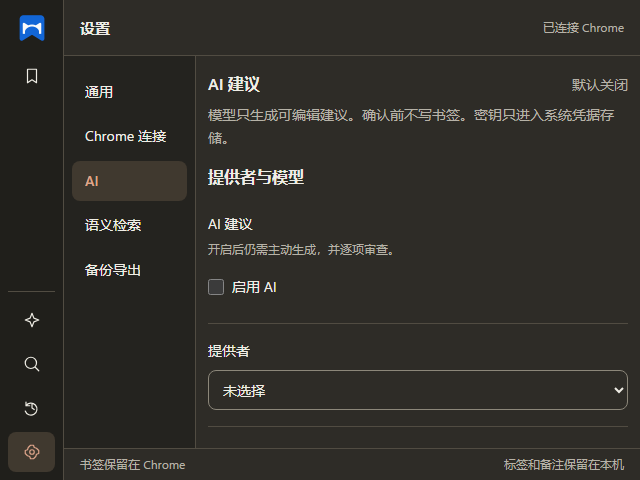 设置
已连接 Chrome
通用
Chrome 连接
AI
语义检索
备份导出
AI 建议
默认关闭
模型只生成可编辑建议。确认前不写书签。密钥只进入系统凭据存
储。
提供者与模型
AI 建议
开启后仍需主动生成，并逐项审查。
启用 AI
提供者
未选择
书签保留在 Chrome
标签和备注保留在本机